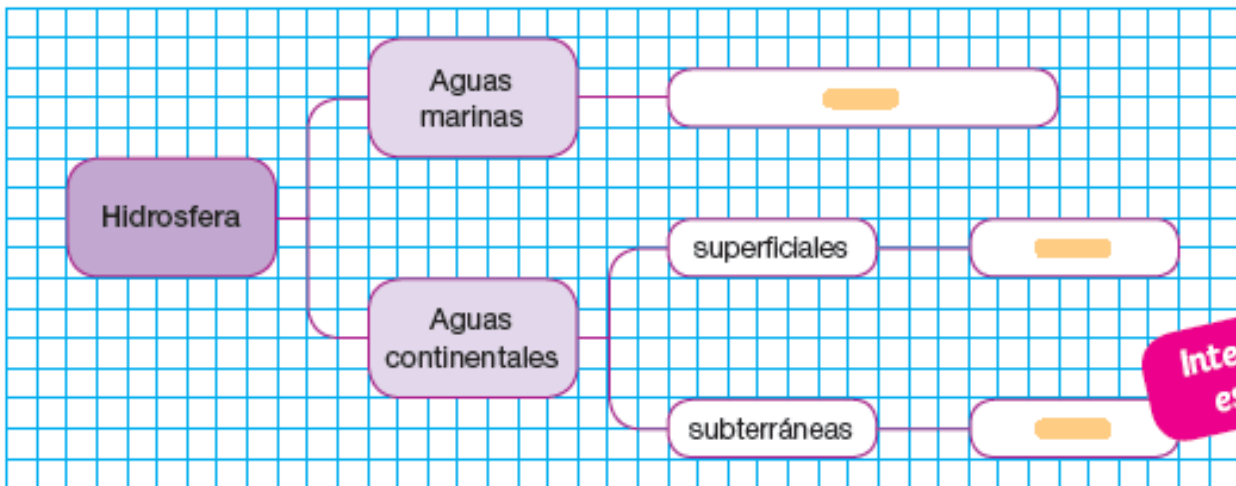 Aguas
marinas
Hidrosfera
superficiales
Aguas
continentales
subterráneas